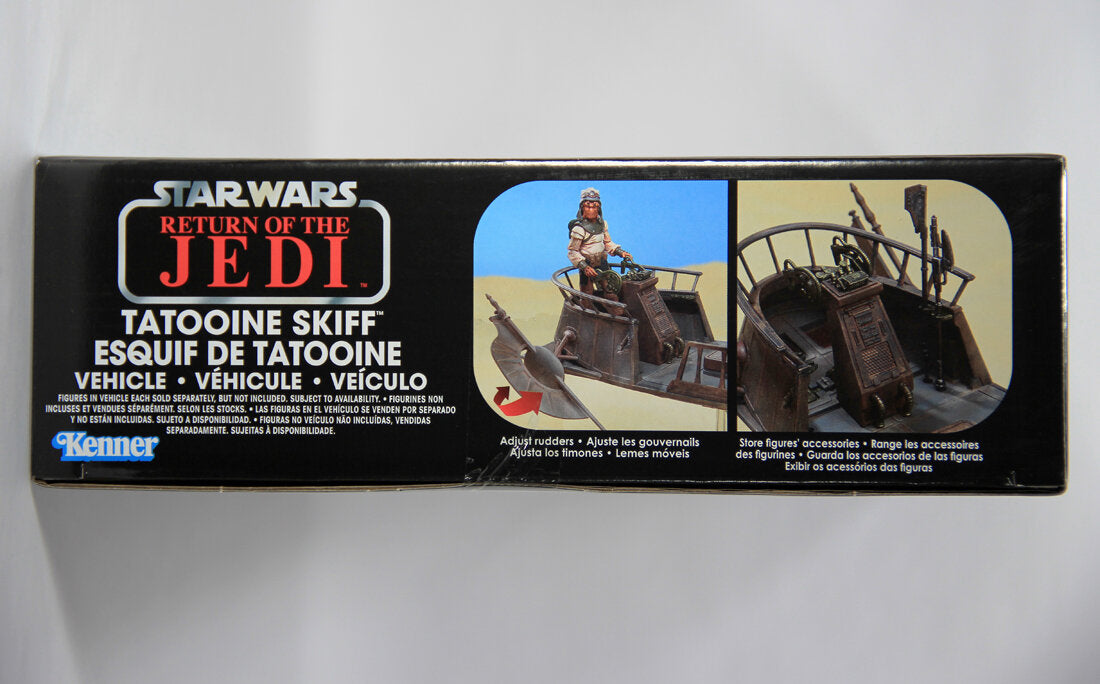 STAR WARS
RETURN OF THE
JEDI ™
TATOOINE SKIFF™
ESQUIF DE TATOOINE
VEHICLE • VÉHICULE • VEÍCULO
FIGURES IN VEHICLE EACH SOLD SEPARATELY, BUT NOT INCLUDED. SUBJECT TO AVAILABILITY. • FIGURINES NON
INCLUSES ET VENDUES SÉPARÉMENT. SELON LES STOCKS. • LAS FIGURAS EN EL VEHÍCULO SE VENDEN POR SEPARADO
Y NO ESTÁN INCLUIDAS. SUJETO A DISPONIBILIDAD. • FIGURAS NO VEÍCULO NÃO INCLUÍDAS, VENDIDAS
SEPARADAMENTE. SUJEITAS À DISPONIBILIDADE.
Kenner
Adjust rudders • Ajuste les gouvernails
Ajusta los timones • Lemes móveis
Store figures' accessories • Range les accessoires
des figurines • Guarda los accesorios de las figuras
Exibir os acessórios das figuras